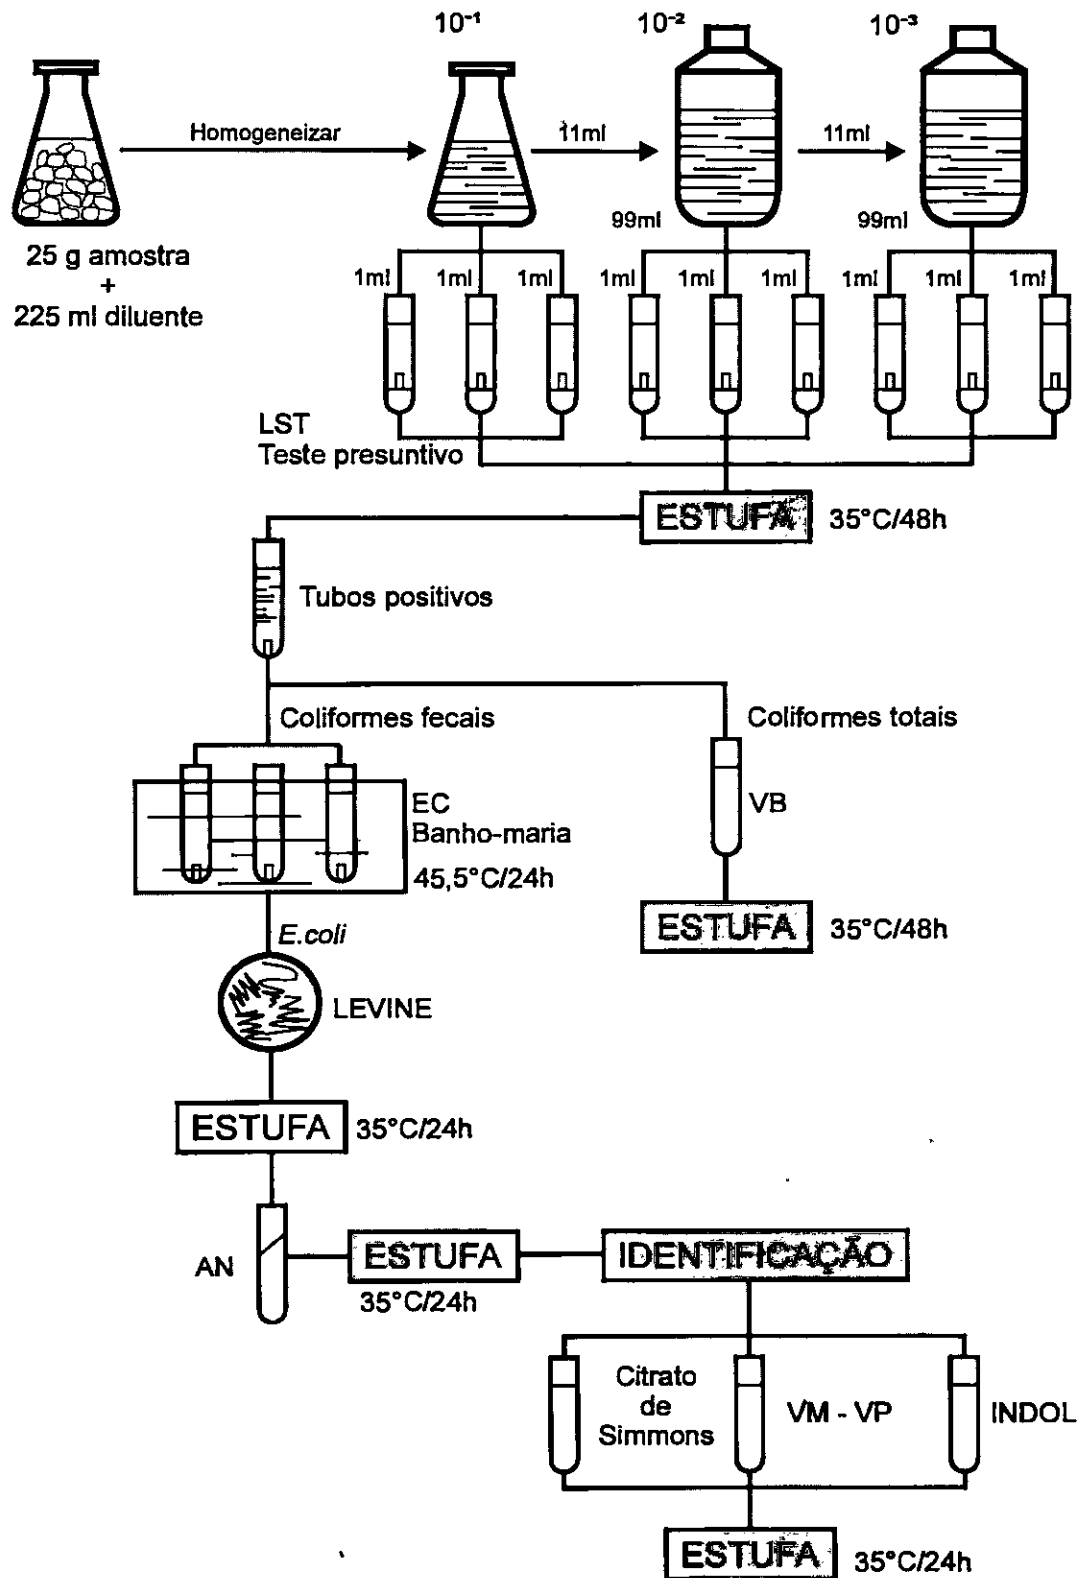 10⁻¹
10⁻²
10⁻³
Homogeneizar
11ml
11ml
25 g amostra
+
225 ml diluente
99ml
99ml
1ml 1ml 1ml
1ml 1ml 1ml
1ml 1ml 1ml
LST
Teste presuntivo
ESTUFA 35°C/48h
Tubos positivos
Coliformes fecais
Coliformes totais
EC
Banho-maria
45,5°C/24h
VB
ESTUFA 35°C/48h
E.coli
LEVINE
ESTUFA 35°C/24h
AN
ESTUFA
35°C/24h
IDENTIFICAÇÃO
Citrato
de
Simmons
VM - VP
INDOL
ESTUFA 35°C/24h